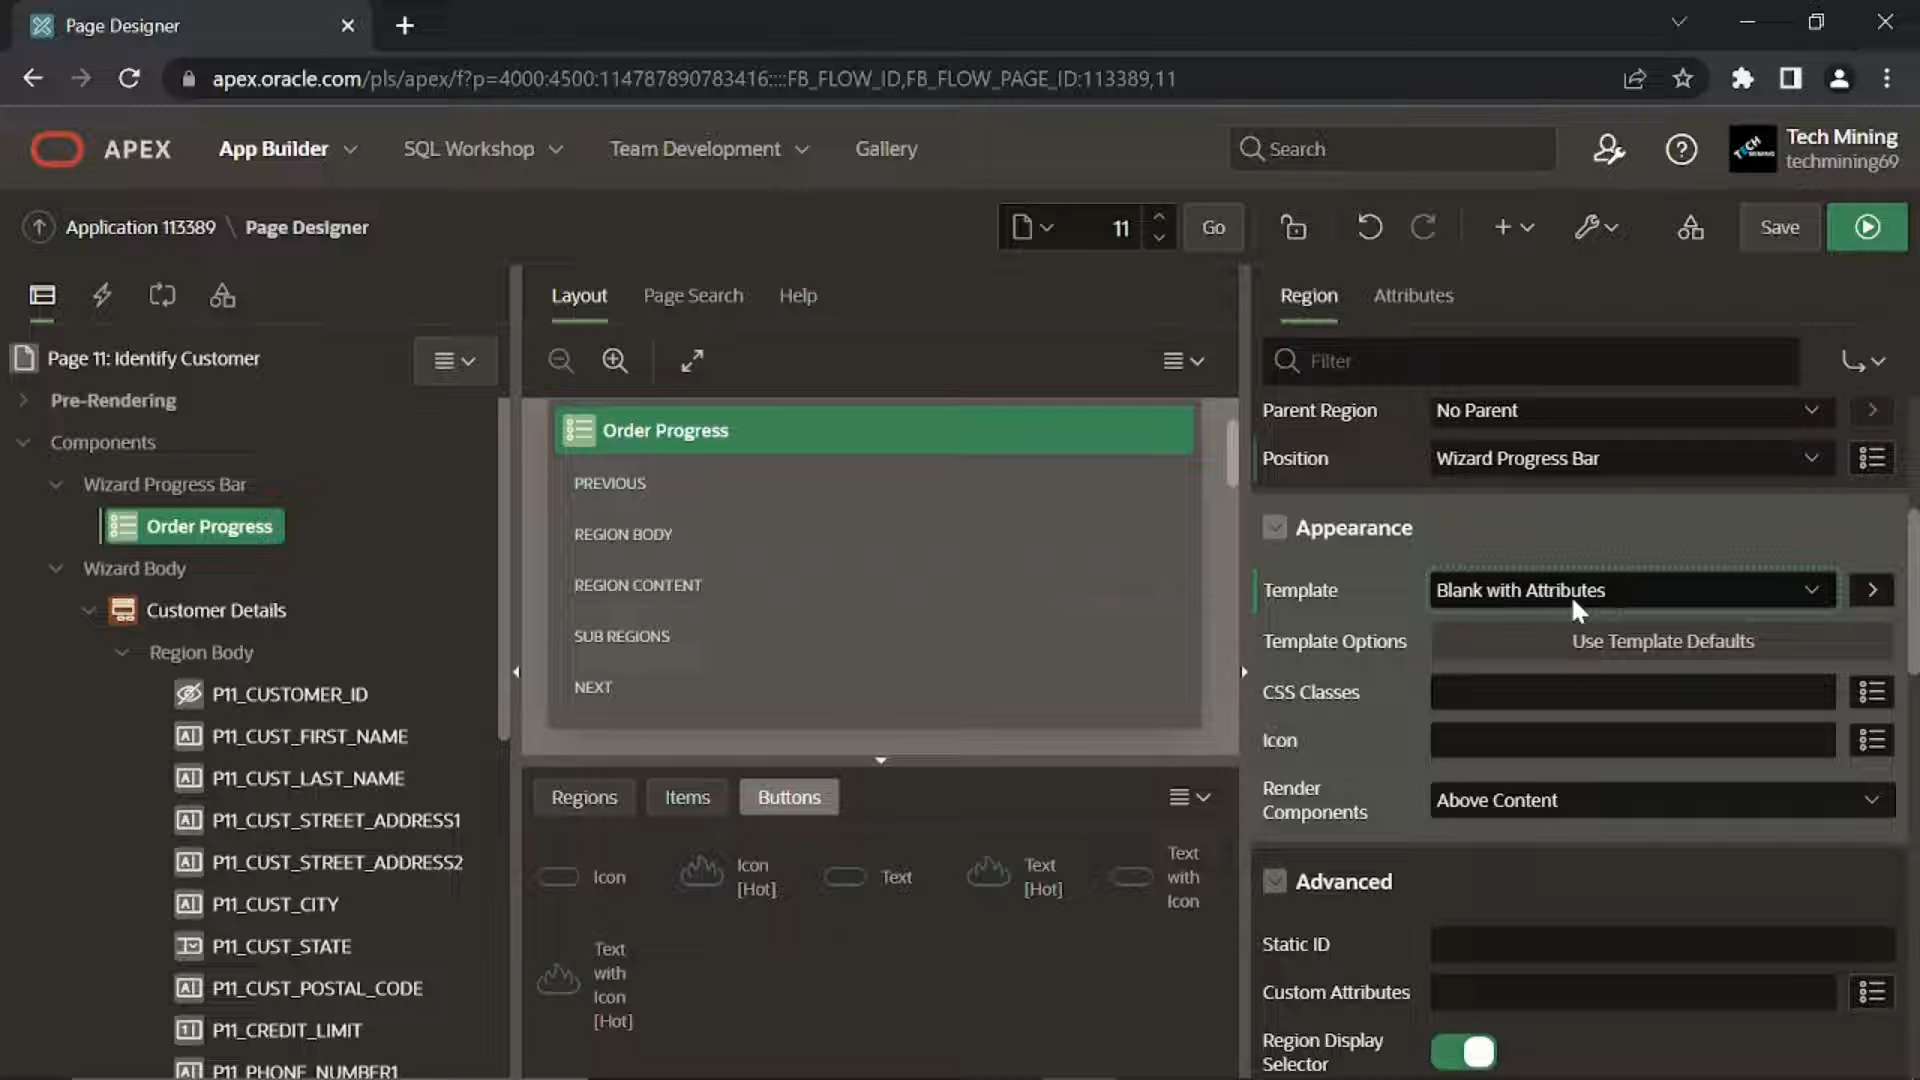 Page Designer
apex.oracle.com/pls/apex/f?p=4000:4500:114787890783416::::FB_FLOW_ID,FB_FLOW_PAGE_ID:113389,11
APEX
App Builder
SQL Workshop
Team Development
Gallery
Search
Tech Mining
techmining69
Application 113389 \ Page Designer
11
Go
Save
Layout
Page Search
Help
Region
Attributes
Page 11: Identify Customer
Pre-Rendering
Components
Wizard Progress Bar
Order Progress
Wizard Body
Customer Details
Region Body
P11_CUSTOMER_ID
P11_CUST_FIRST_NAME
P11_CUST_LAST_NAME
P11_CUST_STREET_ADDRESS1
P11_CUST_STREET_ADDRESS2
P11_CUST_CITY
P11_CUST_STATE
P11_CUST_POSTAL_CODE
P11_CREDIT_LIMIT
P11_PHONE_NUMBER1
Order Progress
PREVIOUS
REGION BODY
REGION CONTENT
SUB REGIONS
NEXT
Regions
Items
Buttons
Icon
Icon
[Hot]
Text
Text
[Hot]
Text
with
Icon
Text
with
Icon
[Hot]
Filter
Parent Region
No Parent
Position
Wizard Progress Bar
Appearance
Template
Blank with Attributes
Template Options
Use Template Defaults
CSS Classes
Icon
Render
Components
Above Content
Advanced
Static ID
Custom Attributes
Region Display
Selector